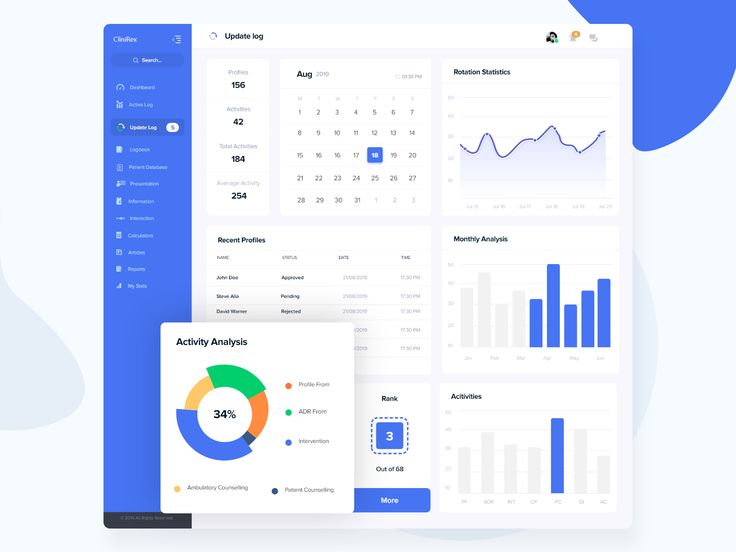 CliniRex
Search...
Dashboard
Active Log
Update Log 5
Logbook
Patient Database
Presentation
Information
Interection
Calculators
Articles
Reports
My Stats
© 2019 All Rights Reserved
Update log
Profiles
156
Activities
42
Total Activities
184
Average Activity
254
Aug 2019
01:30 PM
M T W T F S S
1 2 3 4 5 6 7
8 9 10 11 12 13 14
15 16 17 18 19 20
21 22 23 24 25 26 27
28 29 30 31 1 2 3
Rotation Statistics
50
40
30
20
10
Jul 15 Jul 16 Jul 17 Jul 18 Jul 19 Jul 20
Recent Profiles
NAME STATUS DATE TIME
John Doe Approved 21/08/2019 17:30 PM
Steve Alia Pending 21/08/2019 17:30 PM
David Warner Rejected 21/08/2019 17:30 PM
17:30 PM
17:30 PM
Monthly Analysis
50
40
30
20
10
Jan Feb Mar Apr May Jun
Activity Analysis
34%
Profile From
ADR From
Intervention
Ambulatory Counselling
Patient Counselling
Rank
3
Out of 68
More
Acitivities
50
40
30
20
10
PF ADR INT CP PC DI AC